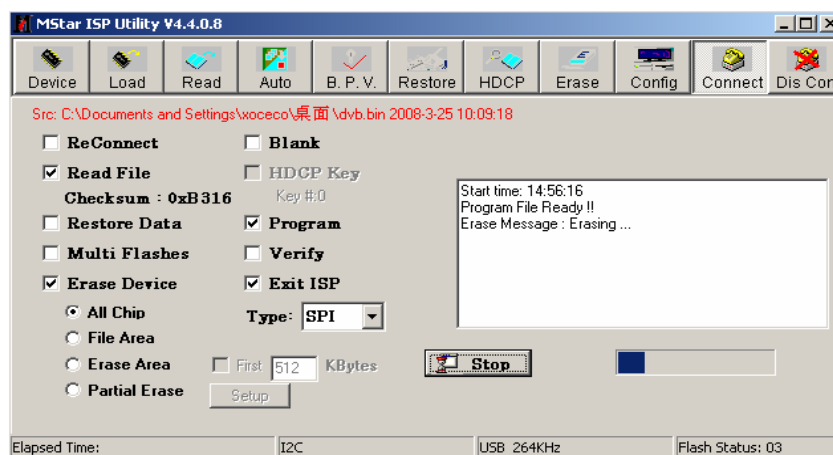 MStar ISP Utility V4.4.0.8
Device Load Read Auto B. P. V. Restore HDCP Erase Config Connect Dis Con
Src: C:\Documents and Settings\xoceco\桌面\dvb.bin 2008-3-25 10:09:18
ReConnect Blank
Read File HDCP Key
Checksum : 0xB316 Key #:0
Restore Data Program
Multi Flashes Verify
Erase Device Exit ISP
All Chip Type: SPI
File Area
Erase Area First 512 KBytes
Partial Erase Setup
Start time: 14:56:16
Program File Ready !!
Erase Message : Erasing ...
Stop
Elapsed Time: I2C USB 264KHz Flash Status: 03